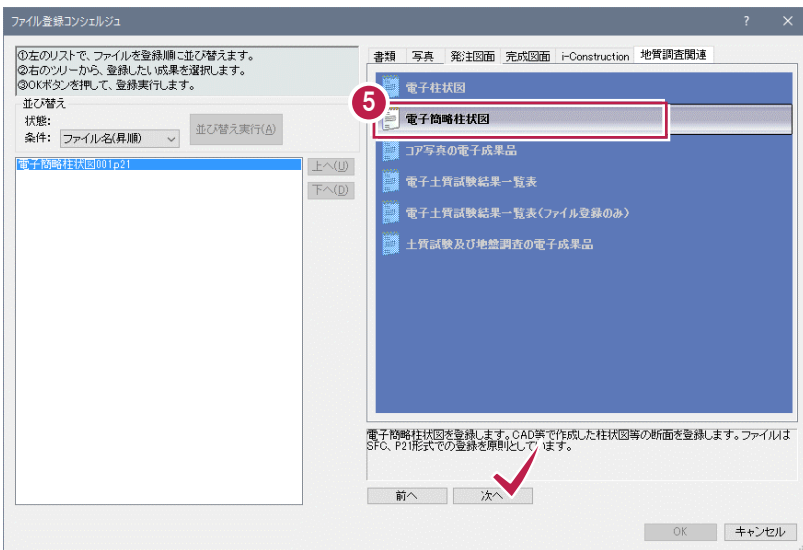 ファイル登録コンシェルジュ
? ×
①左のリストで、ファイルを登録順に並び替えます。
②右のツリーから、登録したい成果を選択します。
③OKボタンを押して、登録実行します。
並び替え
状態:
条件: ファイル名(昇順)
並び替え実行(A)
電子簡略柱状図001p21
上へ(U)
下へ(D)
書類 写真 発注図面 完成図面 i-Construction 地質調査関連
電子柱状図
5
電子簡略柱状図
コア写真の電子成果品
電子土質試験結果一覧表
電子土質試験結果一覧表(ファイル登録のみ)
土質試験及び地盤調査の電子成果品
電子簡略柱状図を登録します。CAD等で作成した柱状図等の断面を登録します。ファイルは
SFC、P21形式での登録を原則としています。
前へ 次へ
OK キャンセル